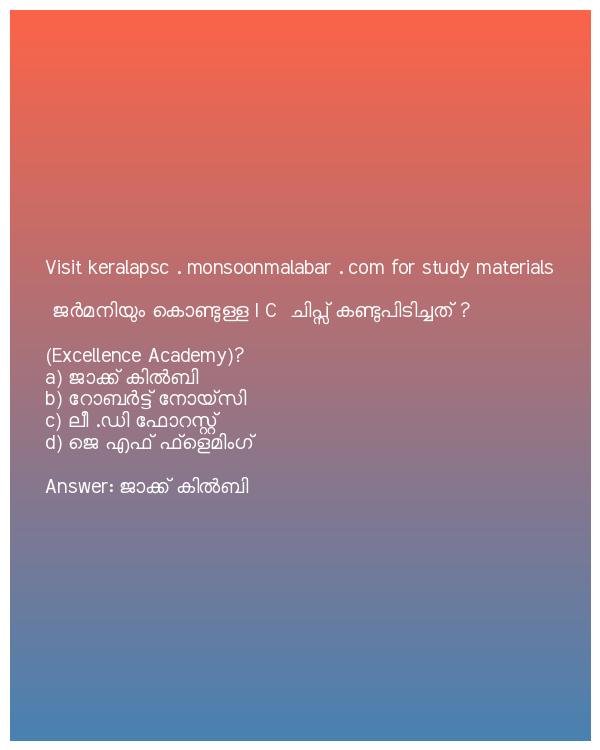 Visit keralapsc . monsoonmalabar . com for study materials
ജർമനിയും കൊണ്ടുള്ള I C ചിപ്സ് കണ്ടുപിടിച്ചത് ?
(Excellence Academy)?
a) ജാക്ക് കിൽബി
b) റോബർട്ട് നോയ്സി
c) ലീ .ഡി ഫോറസ്റ്റ്
d) ജെ എഫ് ഫ്ളെമിംഗ്
Answer: ജാക്ക് കിൽബി